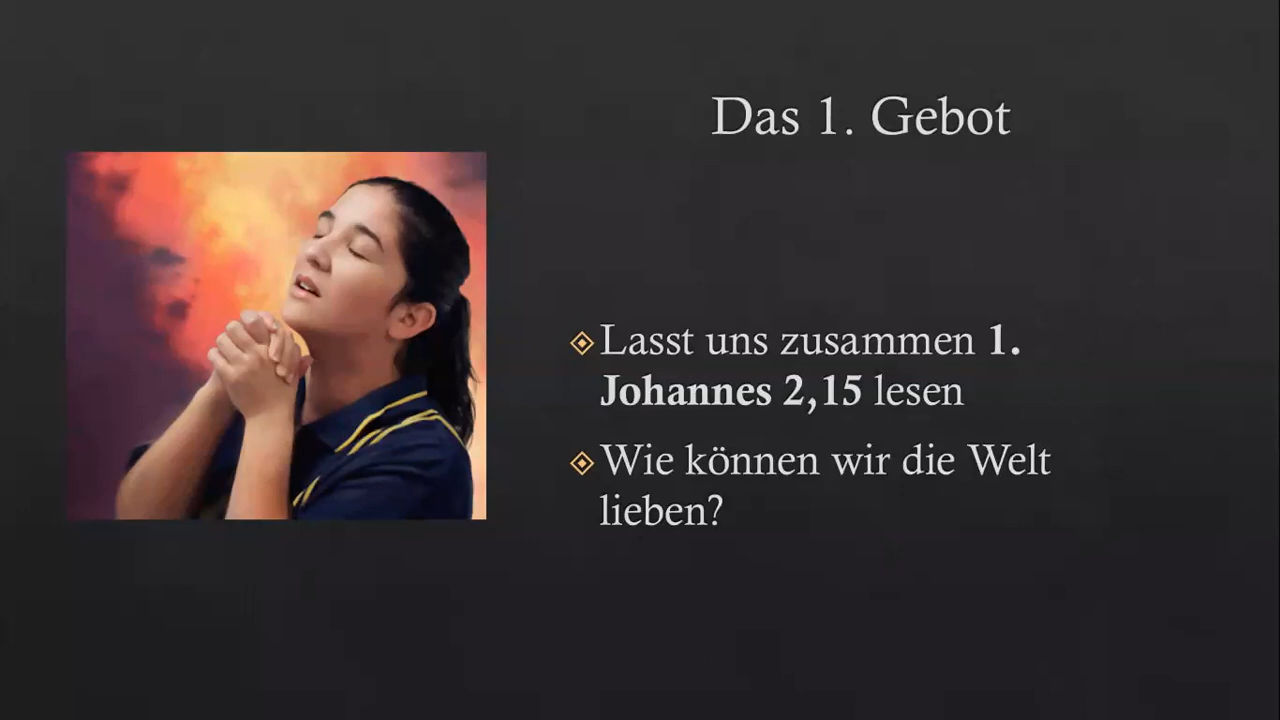 Das 1. Gebot
Lasst uns zusammen 1.
Johannes 2,15 lesen
Wie können wir die Welt
lieben?